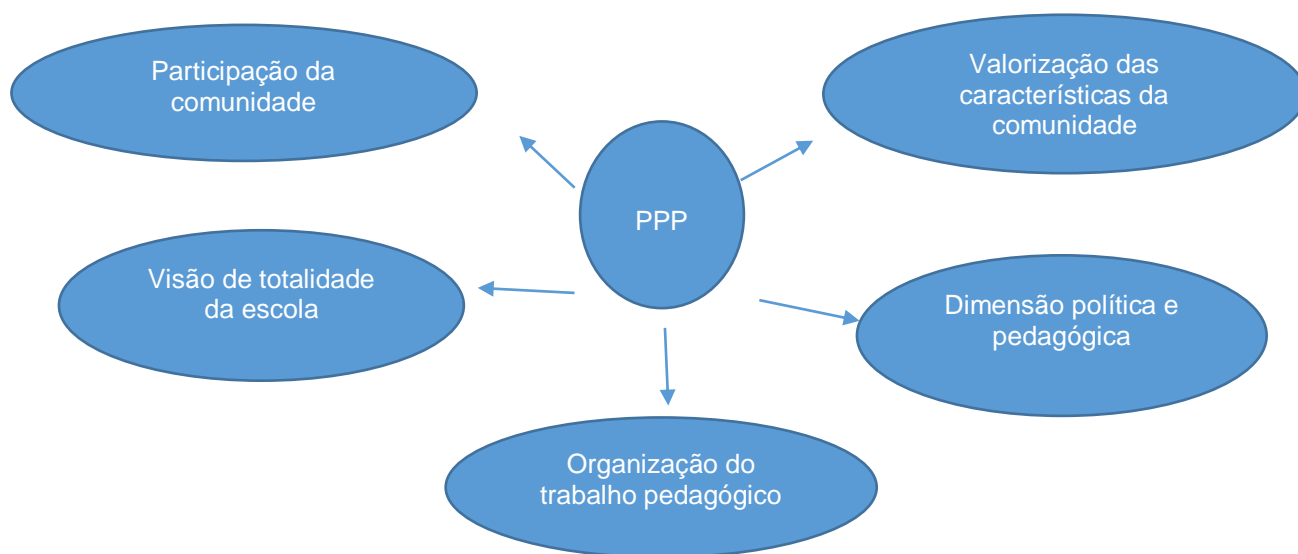 Participação da
comunidade
Valorização das
características da
comunidade
PPP
Visão de totalidade
da escola
Dimensão política e
pedagógica
Organização do
trabalho pedagógico